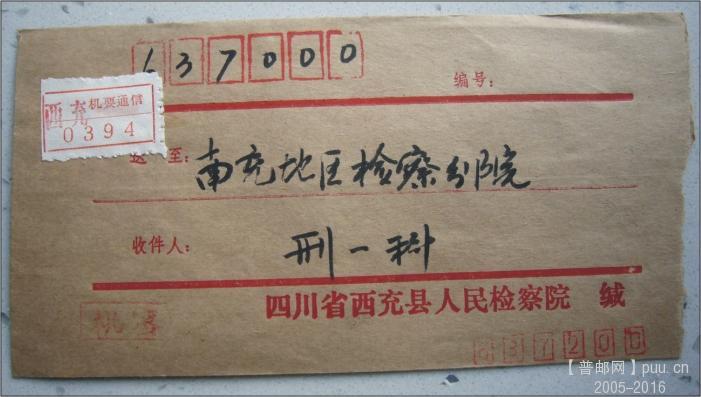 637000
编号：
西充机要通信
0394
送至：南充地区检察分院
收件人：刑一科
四川省西充县人民检察院 缄
机要
637200
【普邮网】puu.cn
2005-2016